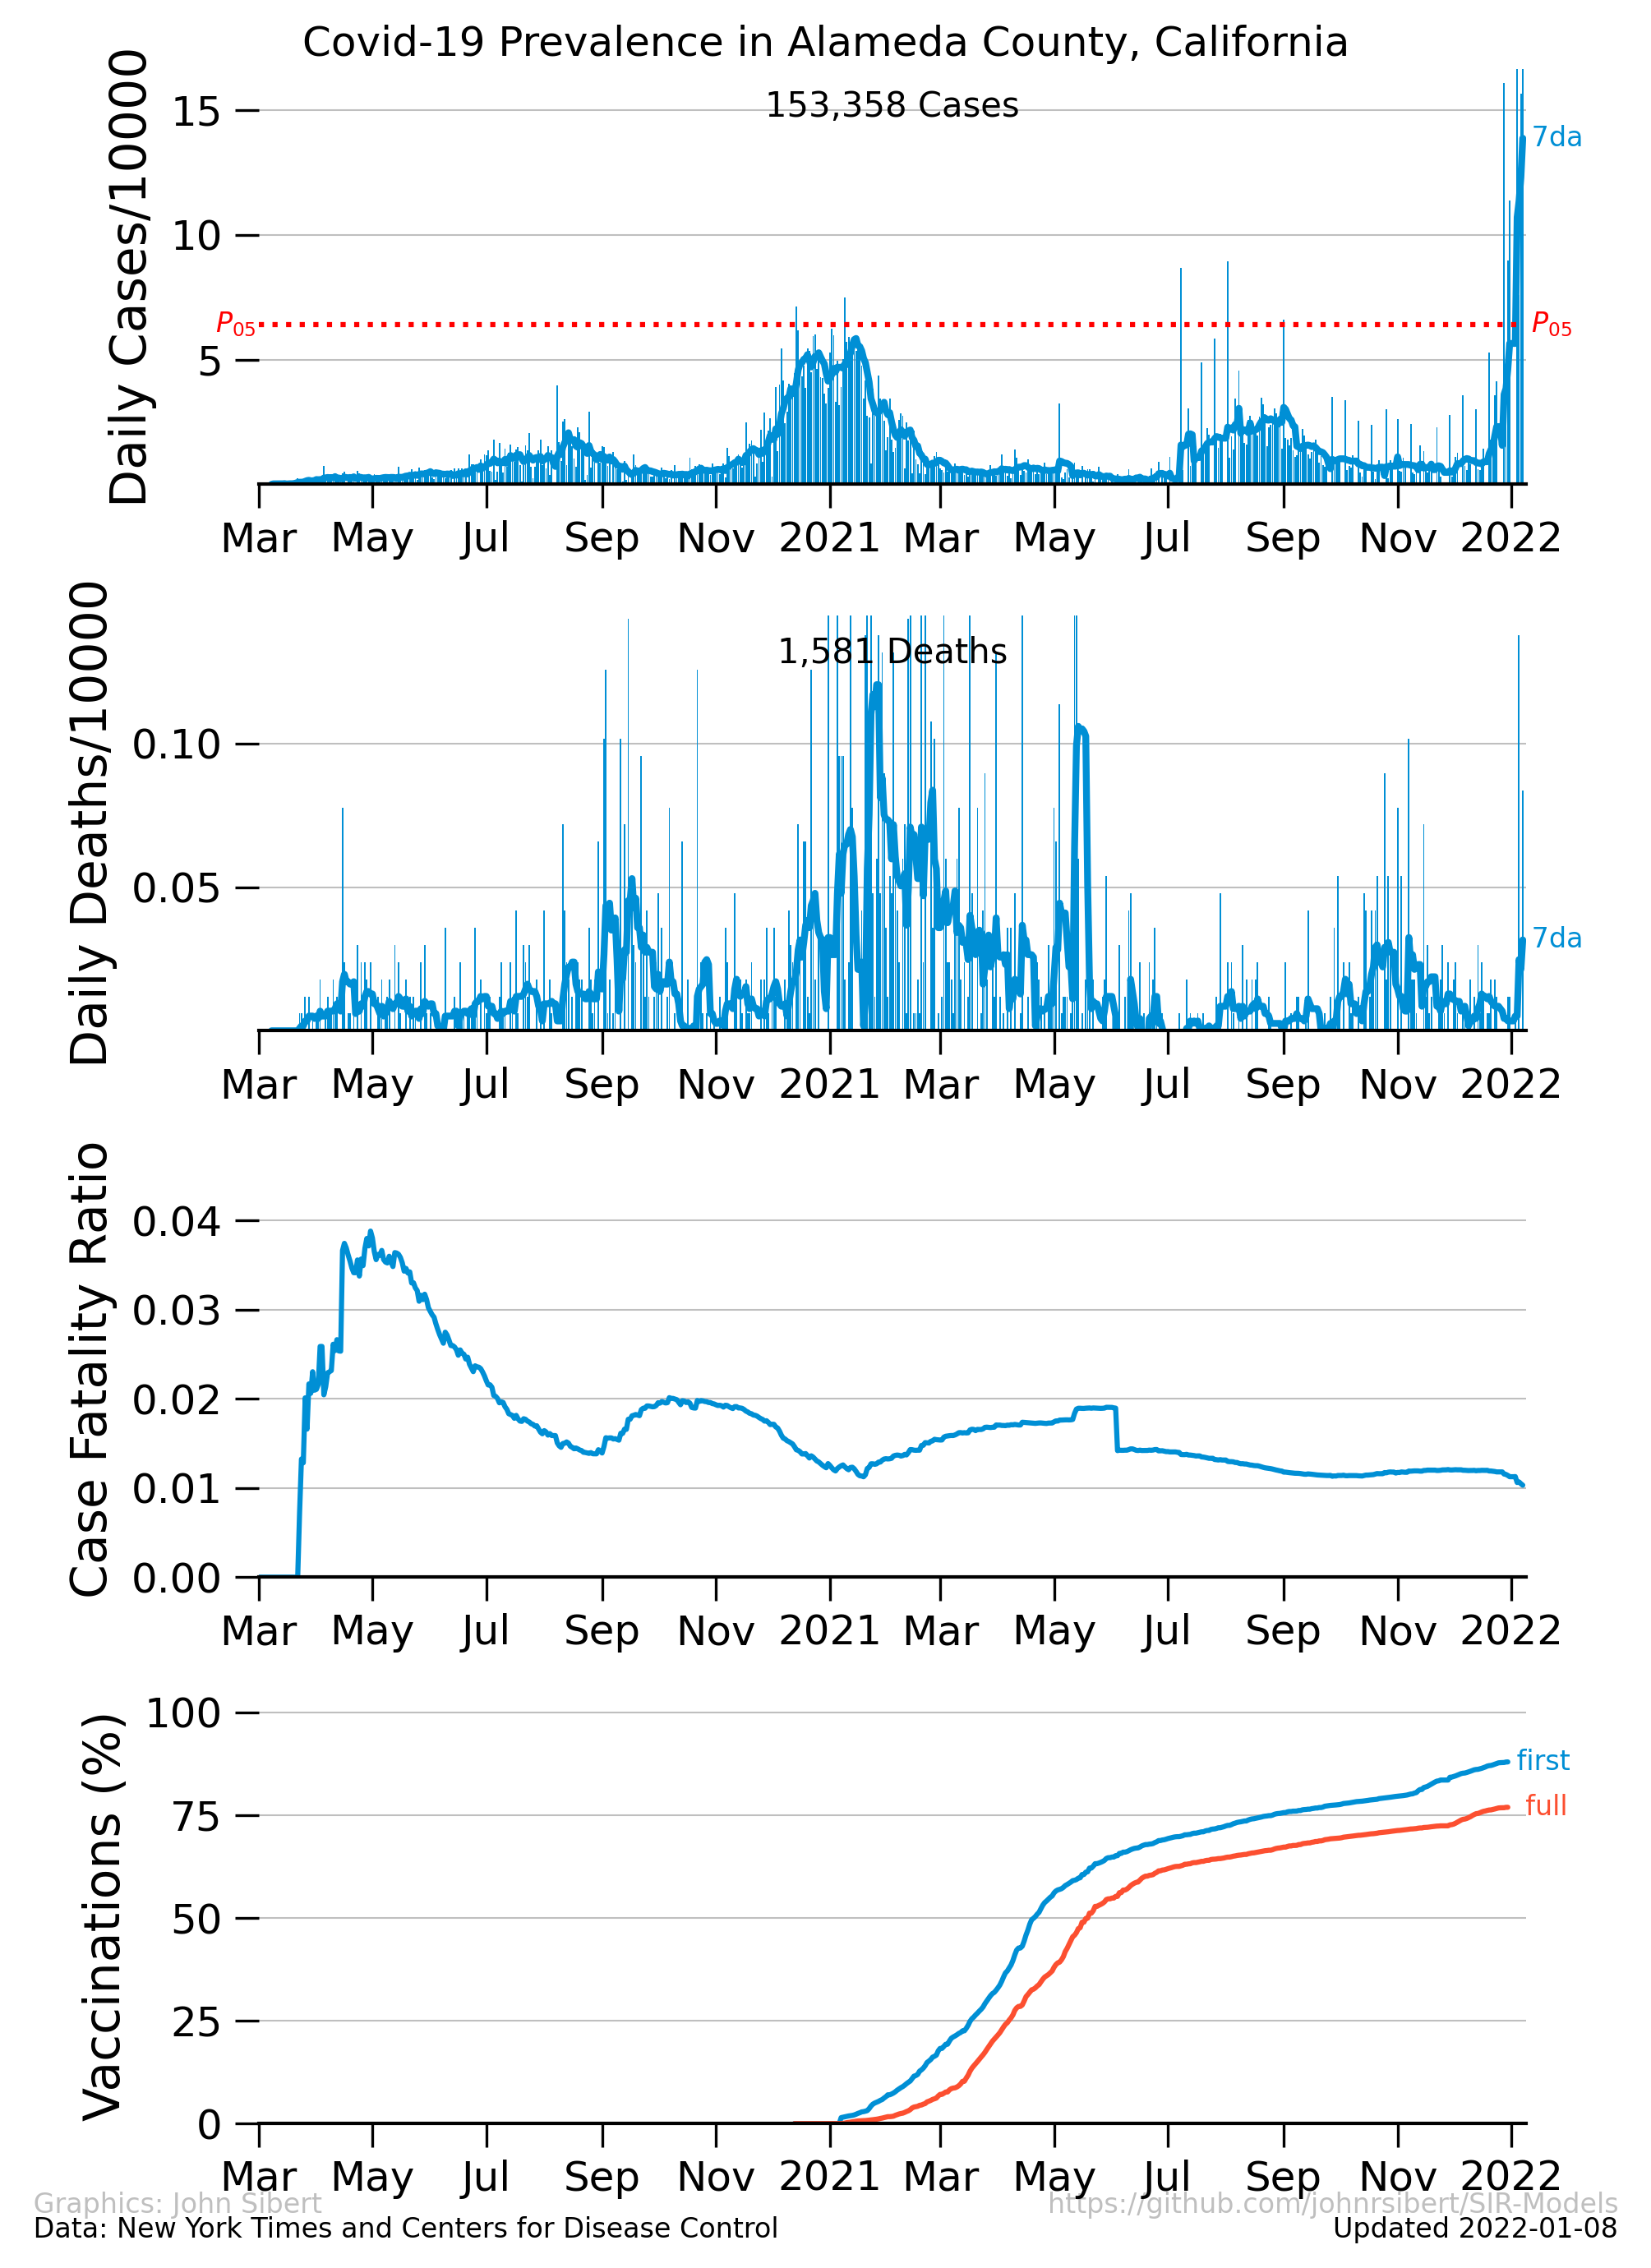 Covid-19 Prevalence in Alameda County, California
Daily Cases/10000
153,358 Cases
15
10
5
7da
P05
P05
Mar May Jul Sep Nov 2021 Mar May Jul Sep Nov 2022
Daily Deaths/10000
1,581 Deaths
0.10
0.05
7da
Mar May Jul Sep Nov 2021 Mar May Jul Sep Nov 2022
Case Fatality Ratio
0.04
0.03
0.02
0.01
0.00
Mar May Jul Sep Nov 2021 Mar May Jul Sep Nov 2022
Vaccinations (%)
100
75
50
25
0
first
full
Mar May Jul Sep Nov 2021 Mar May Jul Sep Nov 2022
Graphics: John Sibert
https://github.com/johnrsibert/SIR-Models
Data: New York Times and Centers for Disease Control
Updated 2022-01-08